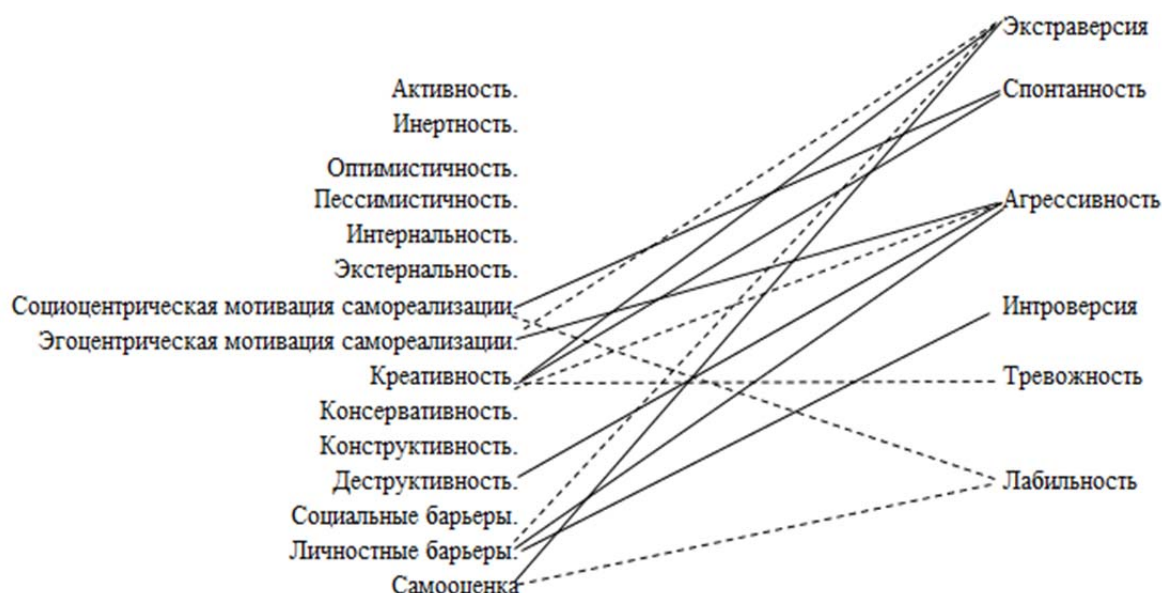 Экстраверсия
Активность.
Спонтанность
Инертность.
Оптимистичность.
Пессимистичность.
Агрессивность
Интернальность.
Экстернальность.
Социоцентрическая мотивация самореализации.
Интроверсия
Эгоцентрическая мотивация самореализации.
Креативность.
Тревожность
Консервативность.
Конструктивность.
Деструктивность.
Лабильность
Социальные барьеры.
Личностные барьеры.
Самооценка